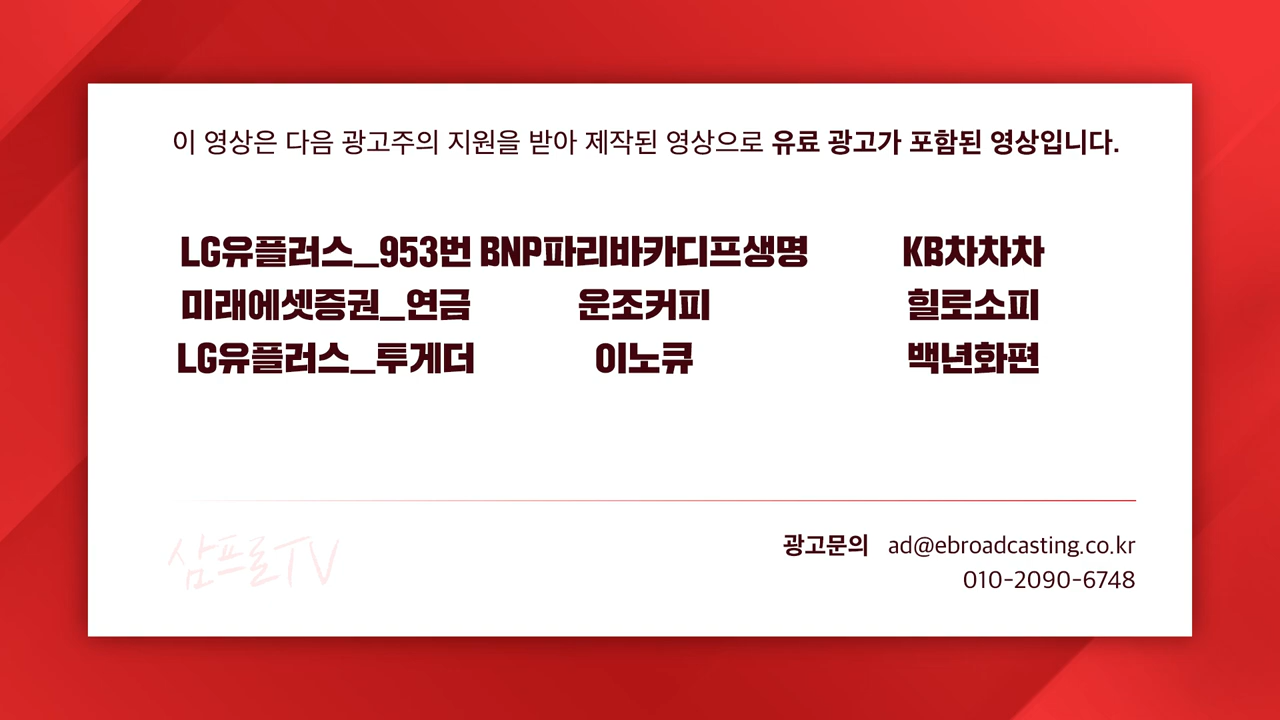 이 영상은 다음 광고주의 지원을 받아 제작된 영상으로 유료 광고가 포함된 영상입니다.
LG유플러스_953번 BNP파리바카디프생명 KB차차차
미래에셋증권_연금 운조커피 힐로소피
LG유플러스_투게더 이노큐 백년화편
광고문의 ad@ebroadcasting.co.kr
삼프로TV 010-2090-6748